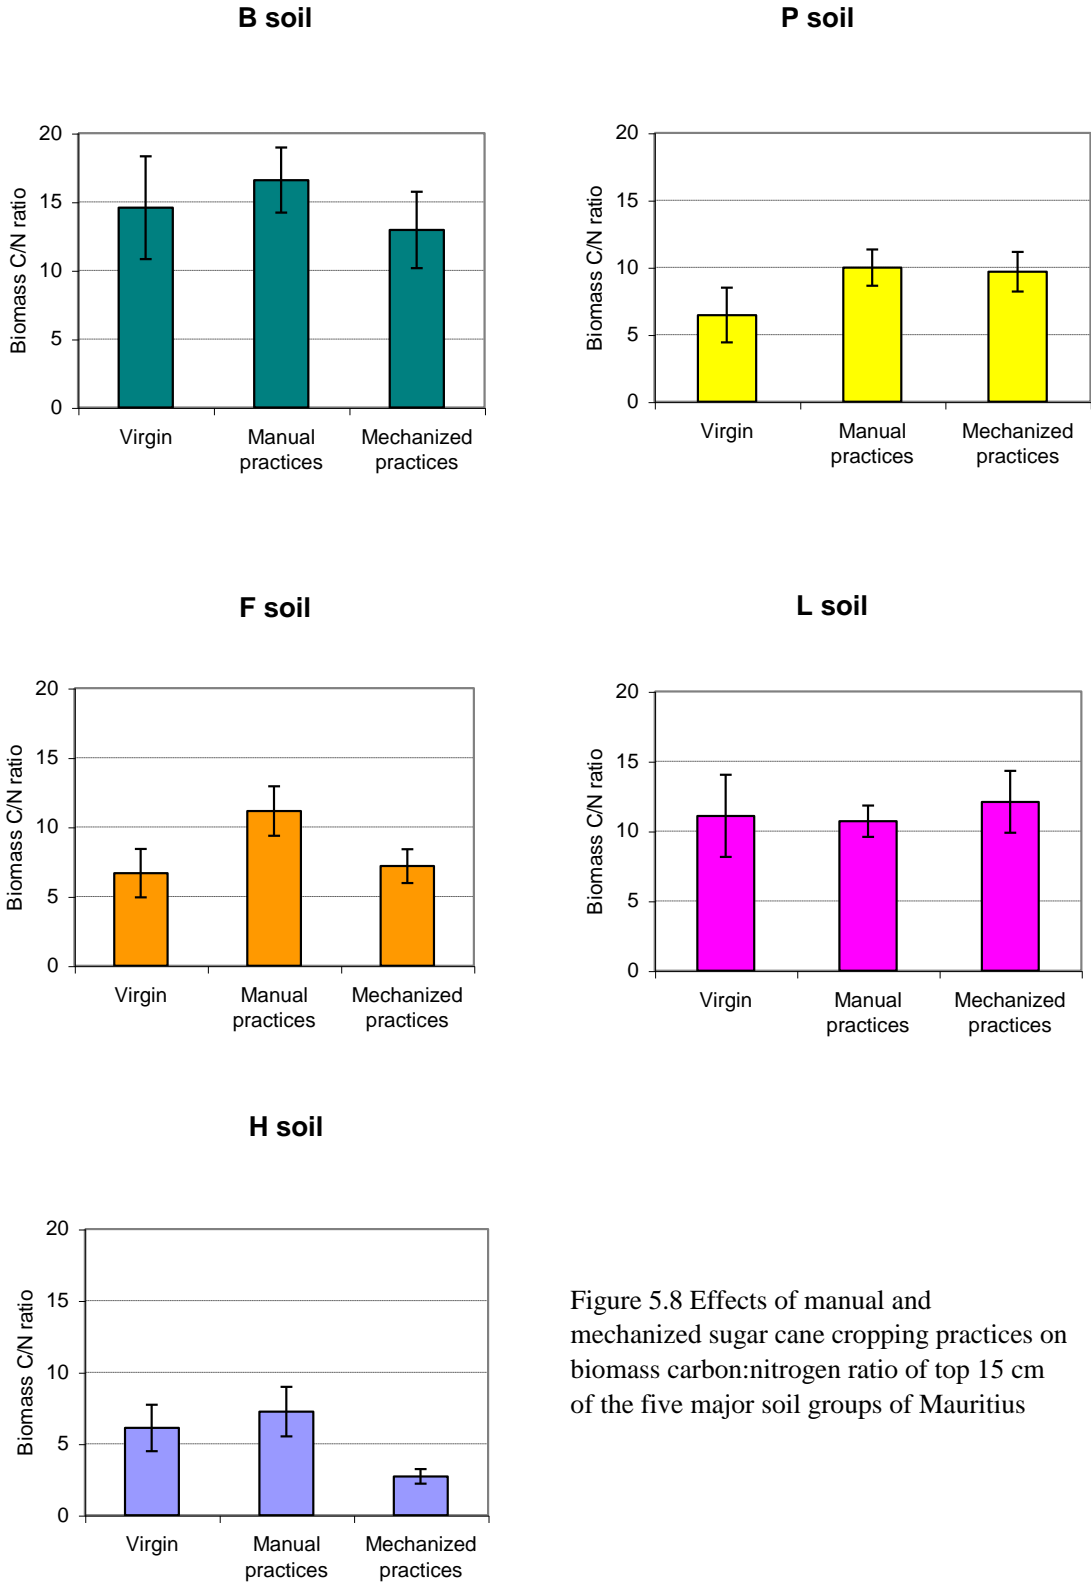 B soil
Biomass C/N ratio
20
15
10
5
0
Virgin
Manual
practices
Mechanized
practices
P soil
Biomass C/N ratio
20
15
10
5
0
Virgin
Manual
practices
Mechanized
practices
F soil
Biomass C/N ratio
20
15
10
5
0
Virgin
Manual
practices
Mechanized
practices
L soil
Biomass C/N ratio
20
15
10
5
0
Virgin
Manual
practices
Mechanized
practices
H soil
Biomass C/N ratio
20
15
10
5
0
Virgin
Manual
practices
Mechanized
practices
Figure 5.8 Effects of manual and
mechanized sugar cane cropping practices on
biomass carbon:nitrogen ratio of top 15 cm
of the five major soil groups of Mauritius